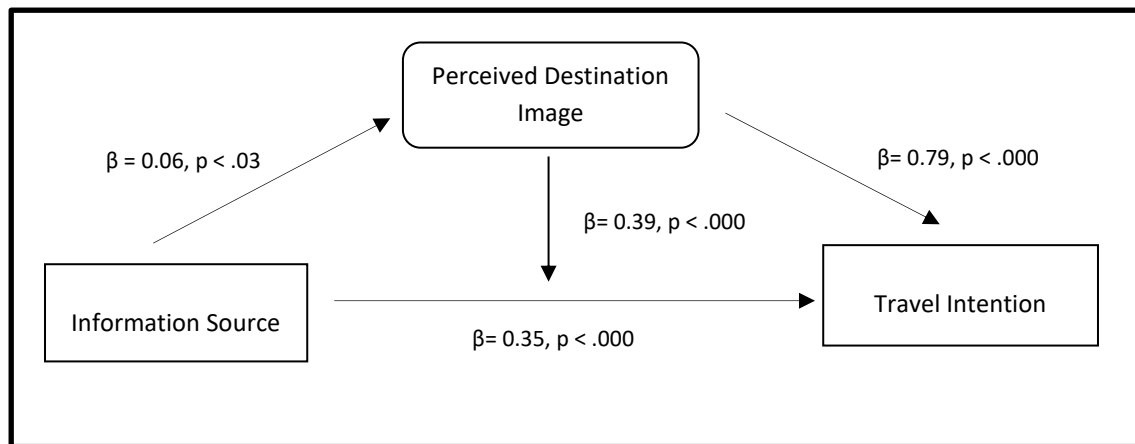 Perceived Destination
Image
β = 0.06, p < .03
β= 0.79, p < .000
β= 0.39, p < .000
Information Source
Travel Intention
β= 0.35, p < .000